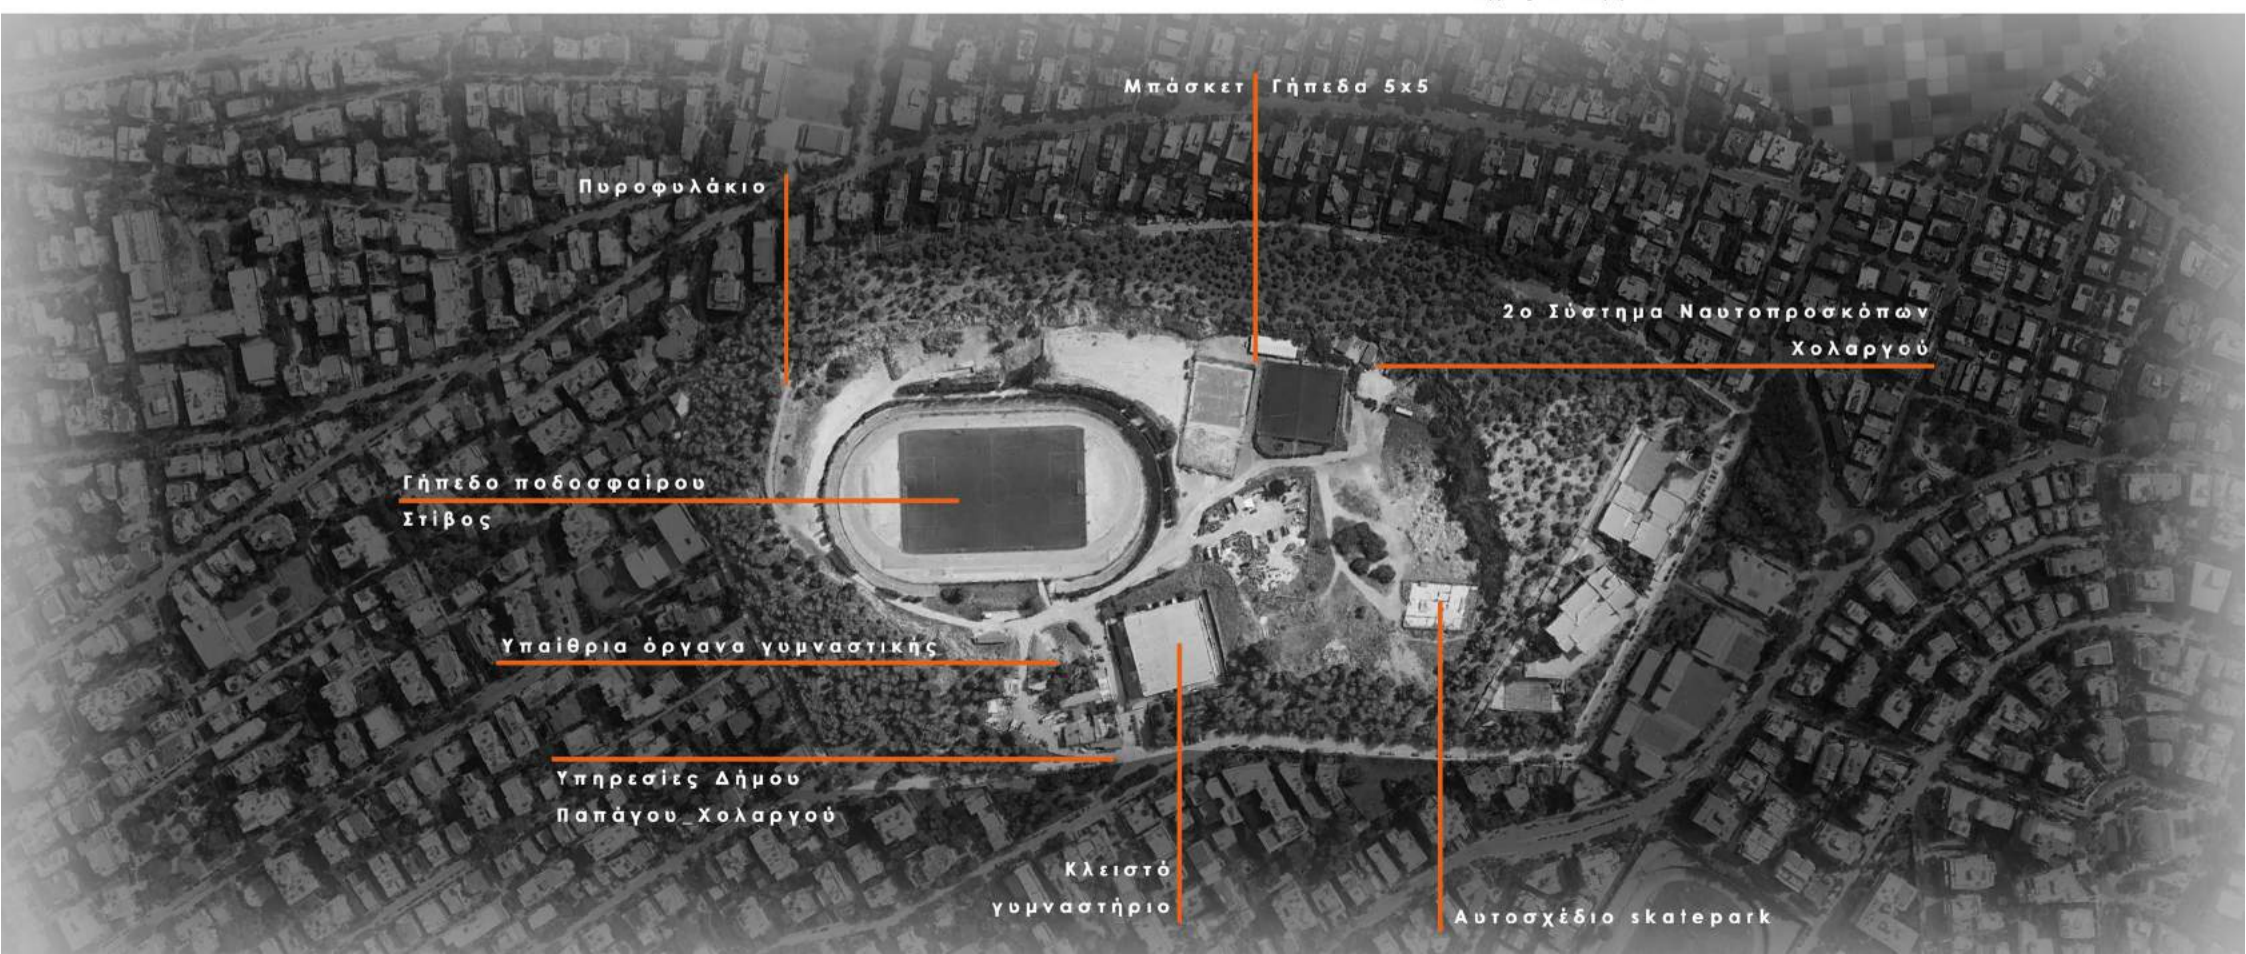 Μπάσκετ Γήπεδα 5x5
Πυροφυλάκιο
2ο Σύστημα Ναυτοπροσκόπων
Χολαργού
Γήπεδο ποδοσφαίρου
Στίβος
Υπαίθρια όργανα γυμναστικής
Υπηρεσίες Δήμου
Παπάγου_Χολαργού
Κλειστό
γυμναστήριο
Αυτοσχέδιο skatepark